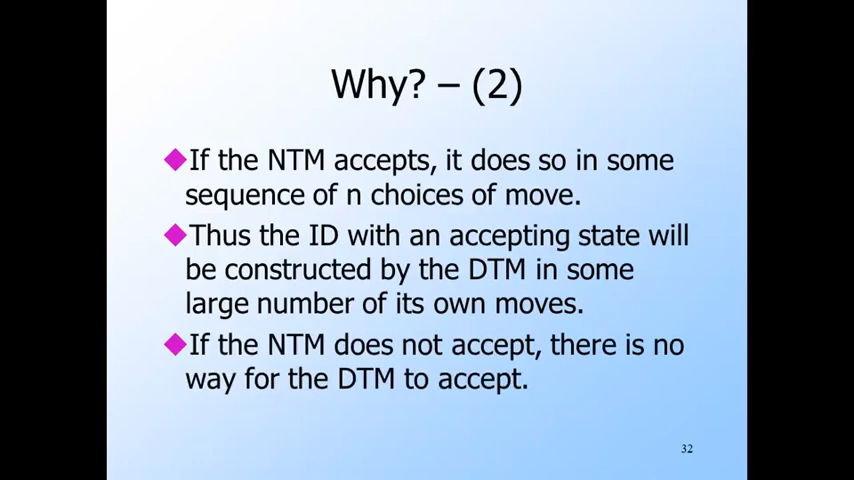 Why? – (2)
If the NTM accepts, it does so in some
sequence of n choices of move.
Thus the ID with an accepting state will
be constructed by the DTM in some
large number of its own moves.
If the NTM does not accept, there is no
way for the DTM to accept.
32